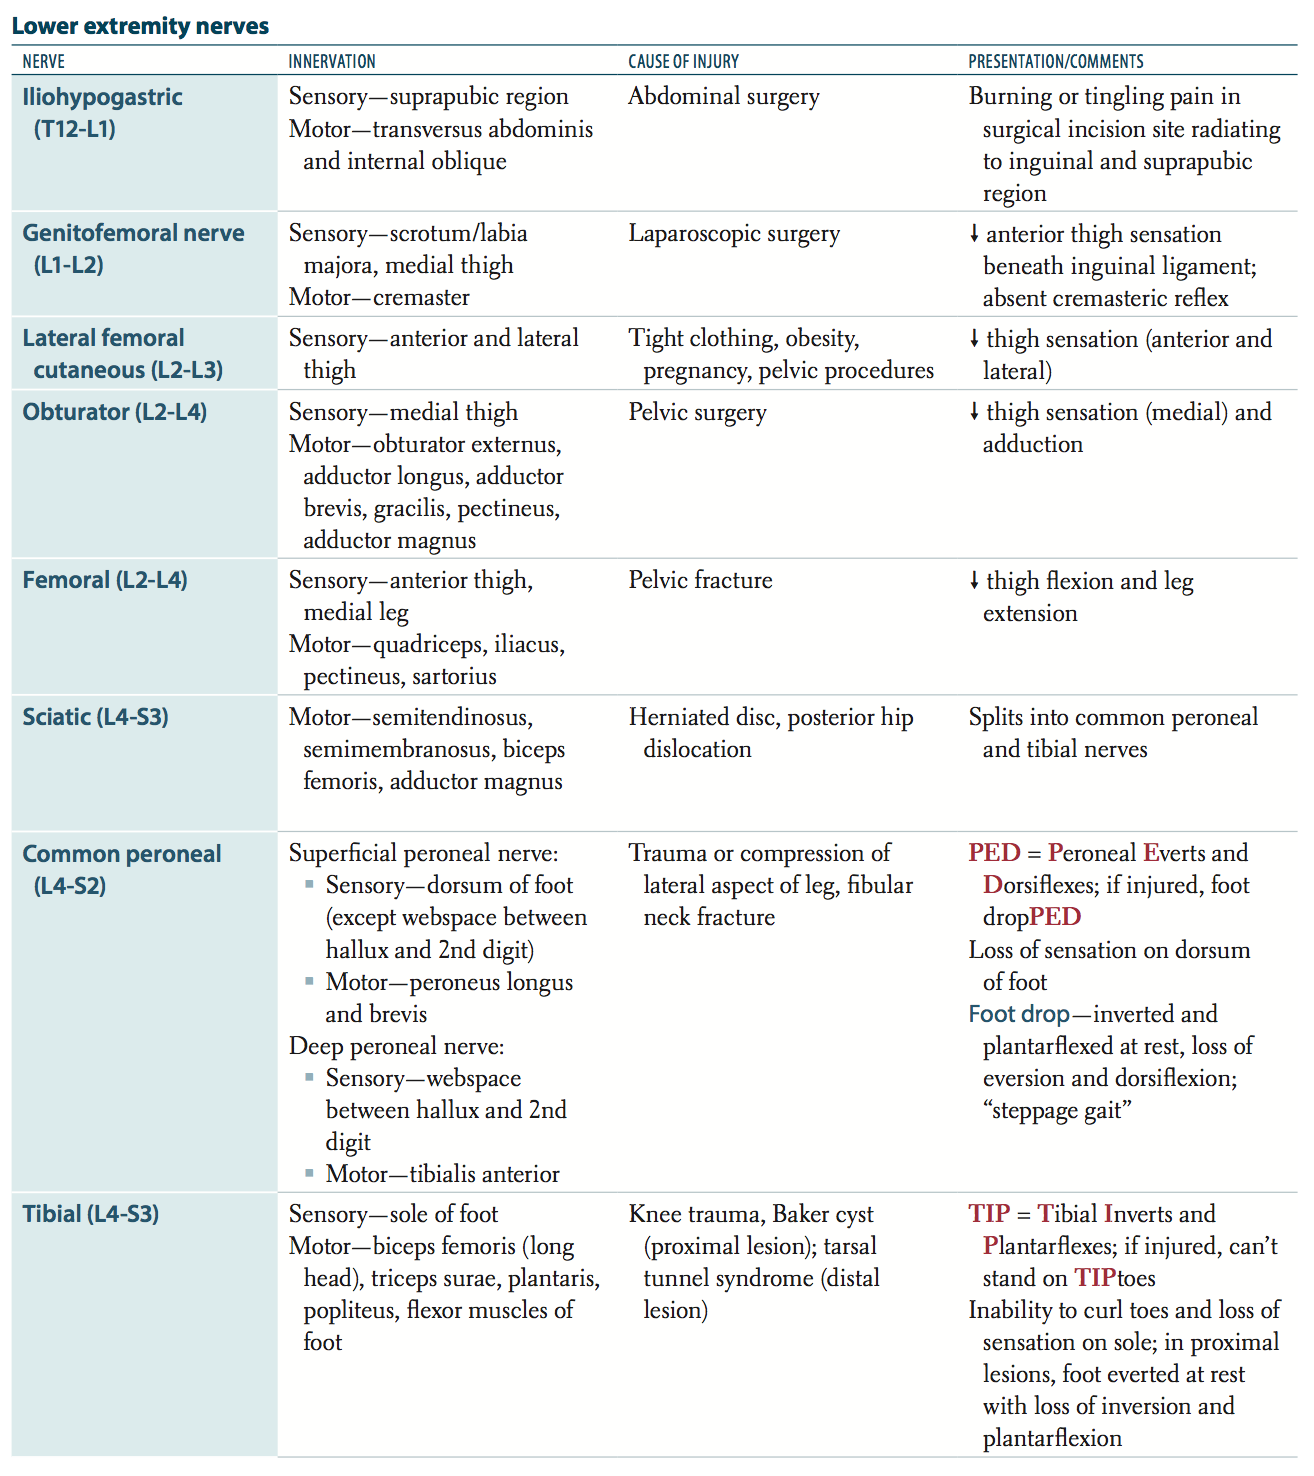 Lower extremity nerves
NERVE INNERVATION CAUSE OF INJURY PRESENTATION/COMMENTS
Iliohypogastric
(T12-L1)
Sensory—suprapubic region
Motor—transversus abdominis
and internal oblique
Abdominal surgery
Burning or tingling pain in
surgical incision site radiating
to inguinal and suprapubic
region
Genitofemoral nerve
(L1-L2)
Sensory—scrotum/labia
majora, medial thigh
Motor—cremaster
Laparoscopic surgery
↓ anterior thigh sensation
beneath inguinal ligament;
absent cremasteric reflex
Lateral femoral
cutaneous (L2-L3)
Sensory—anterior and lateral
thigh
Tight clothing, obesity,
pregnancy, pelvic procedures
↓ thigh sensation (anterior and
lateral)
Obturator (L2-L4)
Sensory—medial thigh
Motor—obturator externus,
adductor longus, adductor
brevis, gracilis, pectineus,
adductor magnus
Pelvic surgery
↓ thigh sensation (medial) and
adduction
Femoral (L2-L4)
Sensory—anterior thigh,
medial leg
Motor—quadriceps, iliacus,
pectineus, sartorius
Pelvic fracture
↓ thigh flexion and leg
extension
Sciatic (L4-S3)
Motor—semitendinosus,
semimembranosus, biceps
femoris, adductor magnus
Herniated disc, posterior hip
dislocation
Splits into common peroneal
and tibial nerves
Common peroneal
(L4-S2)
Superficial peroneal nerve:
▪ Sensory—dorsum of foot
(except webspace between
hallux and 2nd digit)
▪ Motor—peroneus longus
and brevis
Deep peroneal nerve:
▪ Sensory—webspace
between hallux and 2nd
digit
▪ Motor—tibialis anterior
Trauma or compression of
lateral aspect of leg, fibular
neck fracture
PED = Peroneal Everts and
Dorsiflexes; if injured, foot
dropPED
Loss of sensation on dorsum
of foot
Foot drop—inverted and
plantarflexed at rest, loss of
eversion and dorsiflexion;
“steppage gait”
Tibial (L4-S3)
Sensory—sole of foot
Motor—biceps femoris (long
head), triceps surae, plantaris,
popliteus, flexor muscles of
foot
Knee trauma, Baker cyst
(proximal lesion); tarsal
tunnel syndrome (distal
lesion)
TIP = Tibial Inverts and
Plantarflexes; if injured, can’t
stand on TIPtoes
Inability to curl toes and loss of
sensation on sole; in proximal
lesions, foot everted at rest
with loss of inversion and
plantarflexion